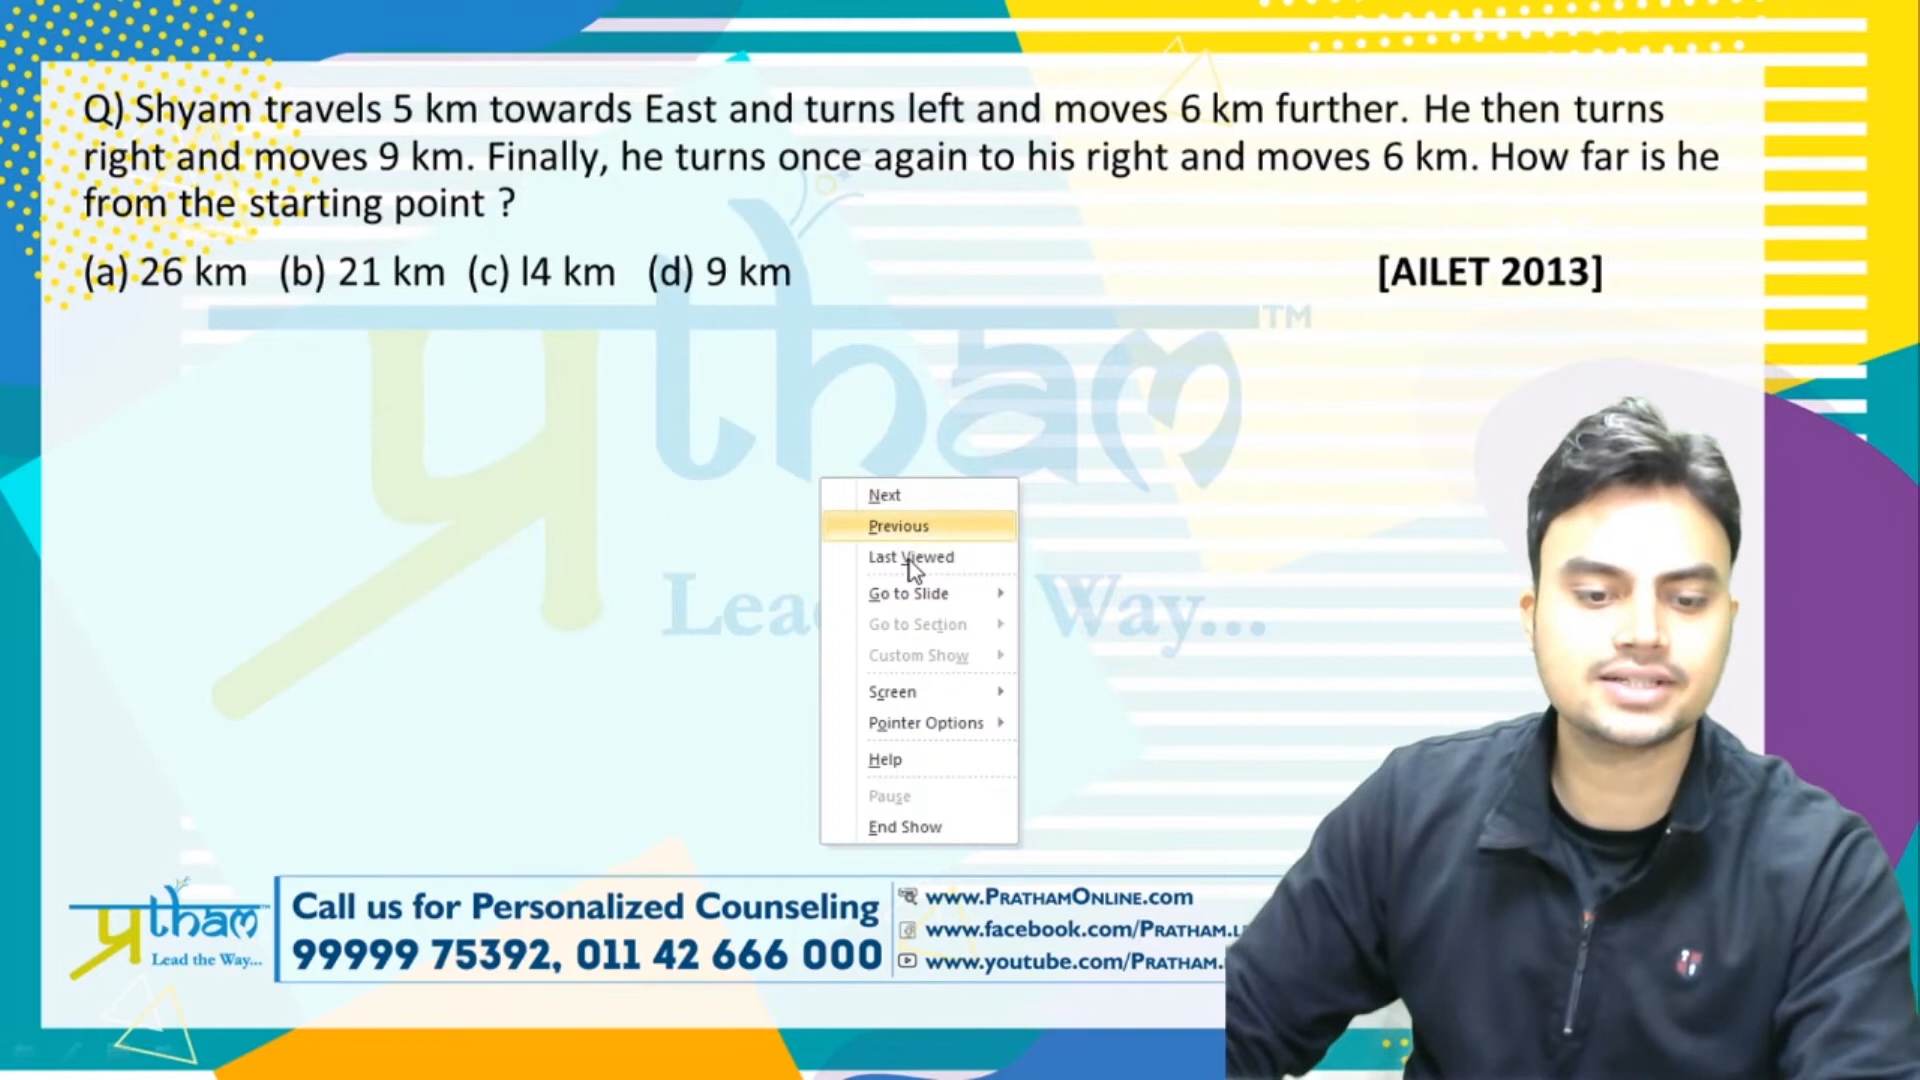 Q) Shyam travels 5 km towards East and turns left and moves 6 km further. He then turns
right and moves 9 km. Finally, he turns once again to his right and moves 6 km. How far is he
from the starting point ?
(a) 26 km (b) 21 km (c) l4 km (d) 9 km [AILET 2013]
प्रथम TM
Lead Way...
Next
Previous
Last Viewed
Go to Slide
Go to Section
Custom Show
Screen
Pointer Options
Help
Pause
End Show
प्रथम
Lead the Way...
Call us for Personalized Counseling
99999 75392, 011 42 666 000
www.PRATHAMONLINE.com
www.facebook.com/PRATHAM.
www.youtube.com/PRATHAM.